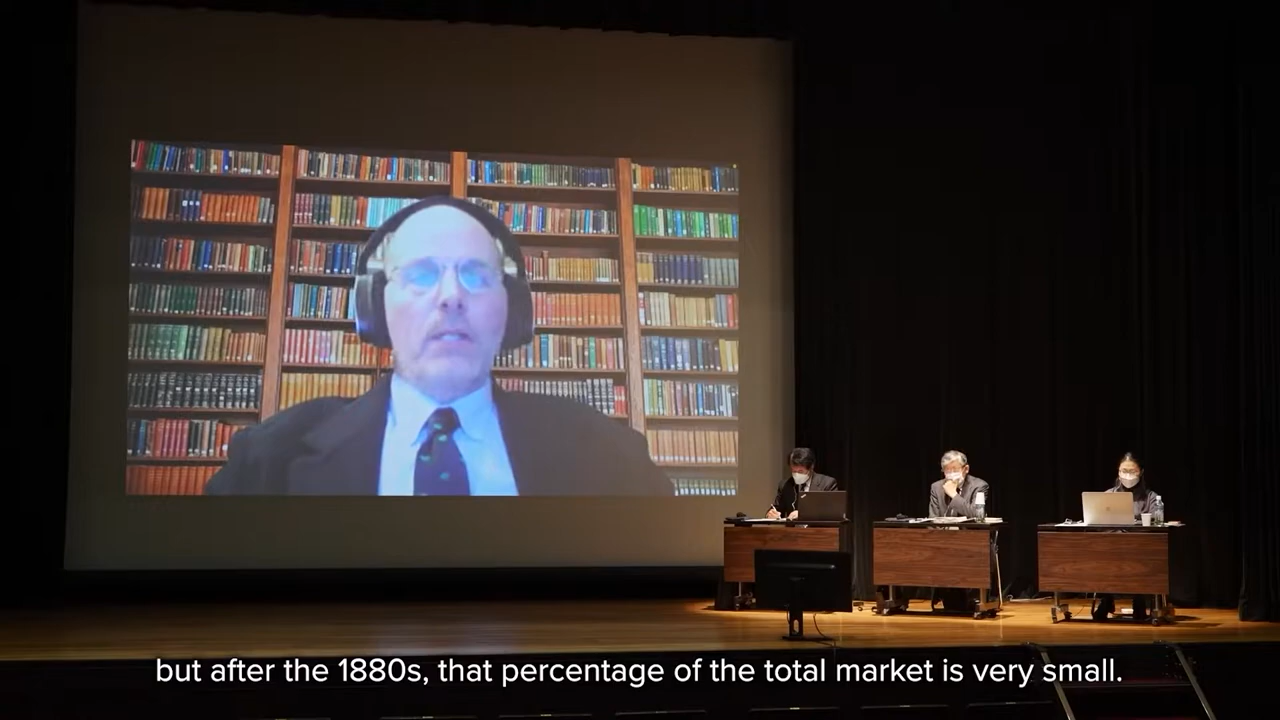 but after the 1880s, that percentage of the total market is very small.